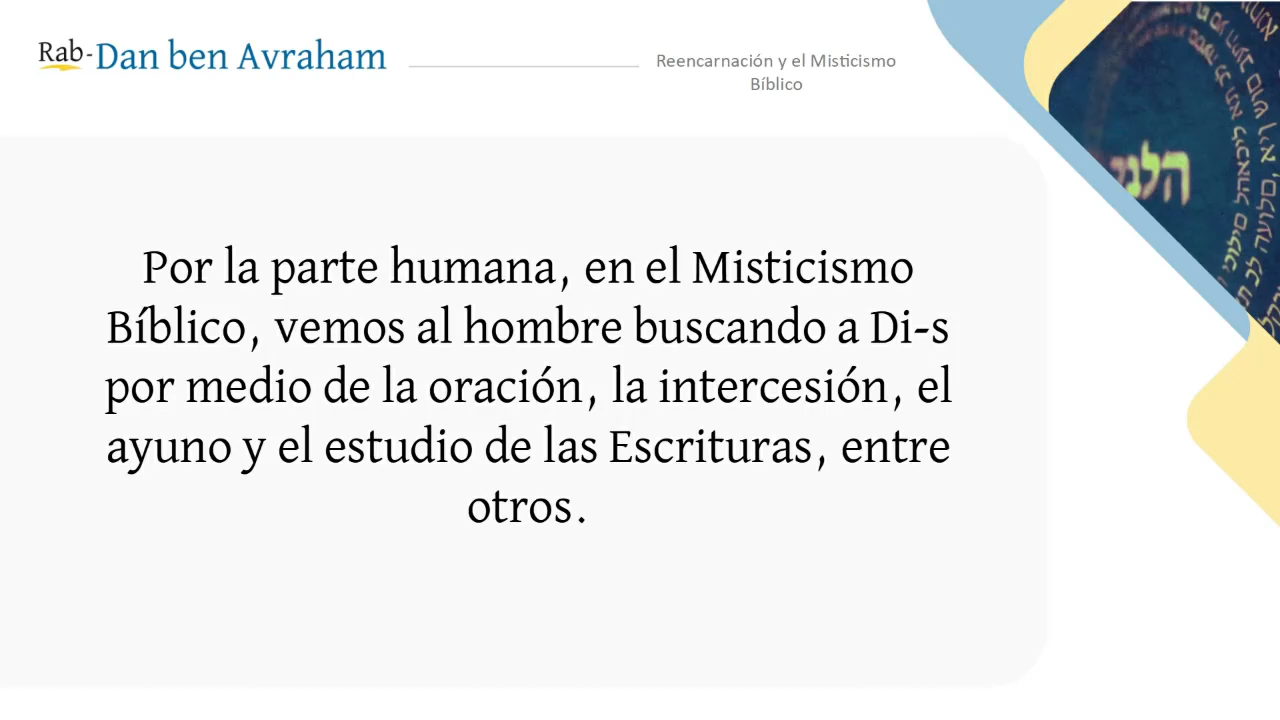 Rab-Dan ben Avraham
Reencarnación y el Misticismo
Bíblico
Por la parte humana, en el Misticismo
Bíblico, vemos al hombre buscando a Di-s
por medio de la oración, la intercesión, el
ayuno y el estudio de las Escrituras, entre
otros.